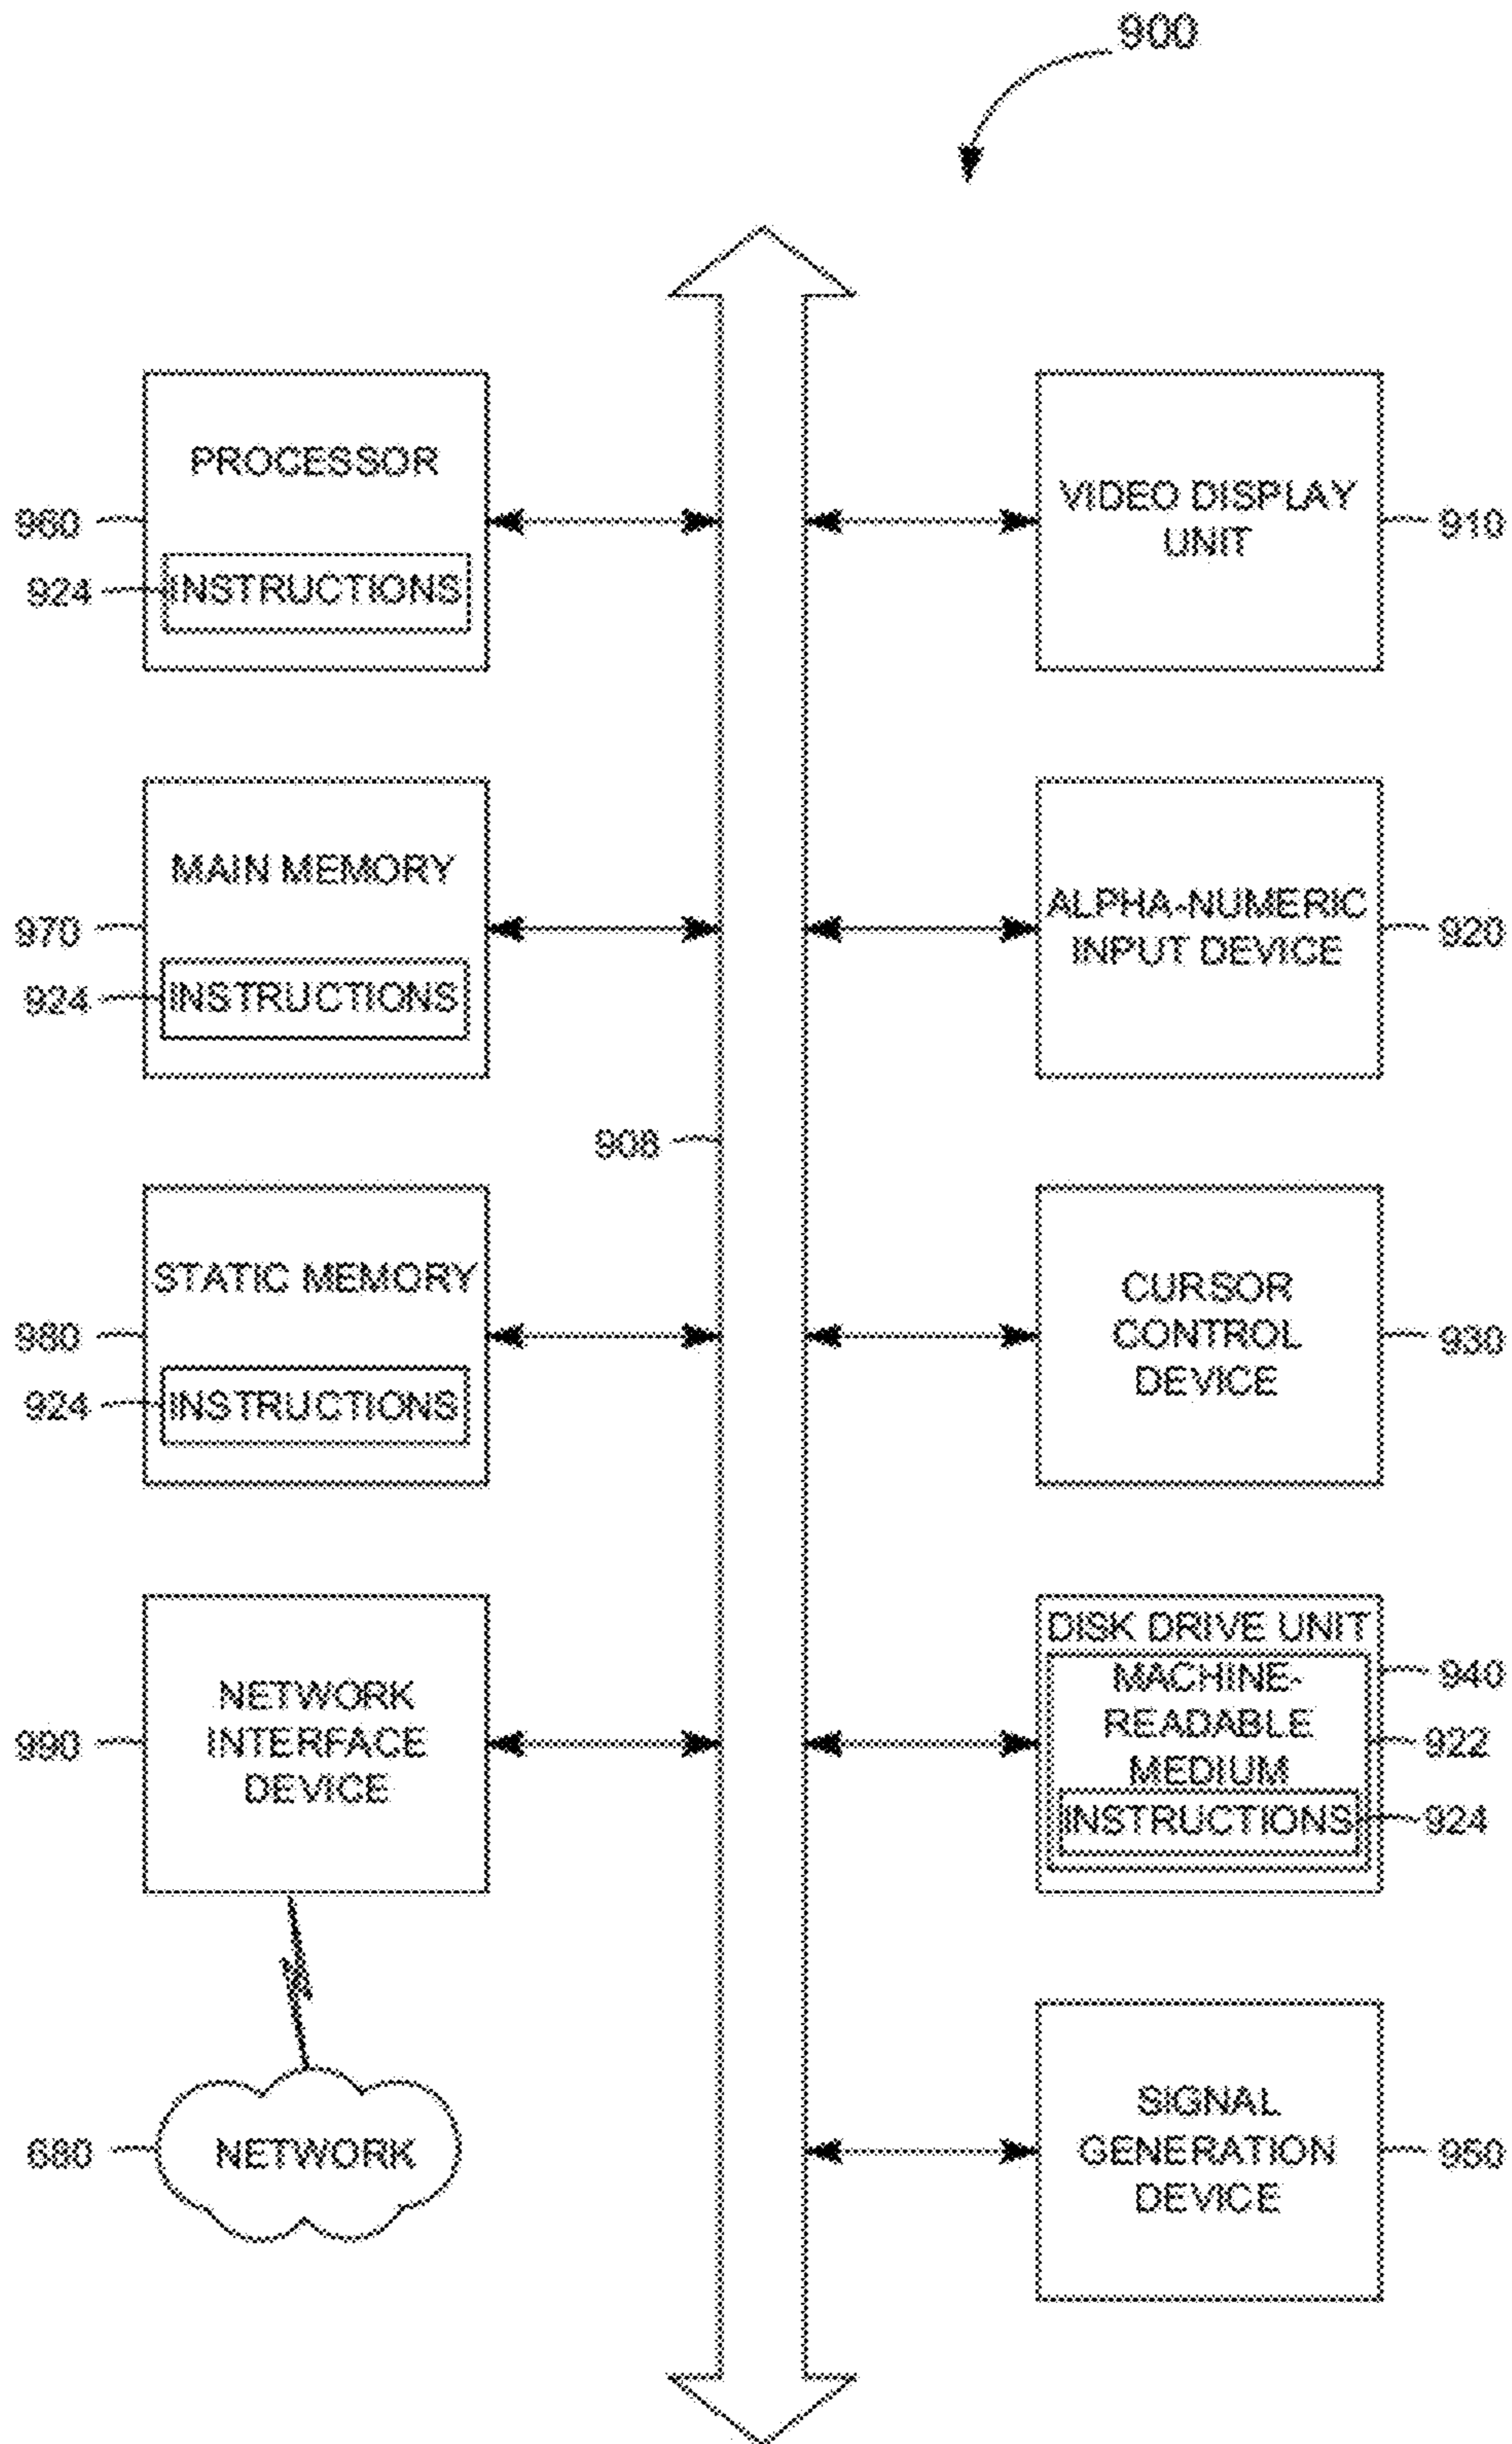 900
PROCESSOR
960
924
INSTRUCTIONS
VIDEO DISPLAY
UNIT
910
MAIN MEMORY
970
924
INSTRUCTIONS
ALPHA-NUMERIC
INPUT DEVICE
920
908
STATIC MEMORY
980
924
INSTRUCTIONS
CURSOR
CONTROL
DEVICE
930
NETWORK
INTERFACE
DEVICE
990
DISK DRIVE UNIT
940
MACHINE-
READABLE
MEDIUM
922
INSTRUCTIONS
924
680
NETWORK
SIGNAL
GENERATION
DEVICE
950